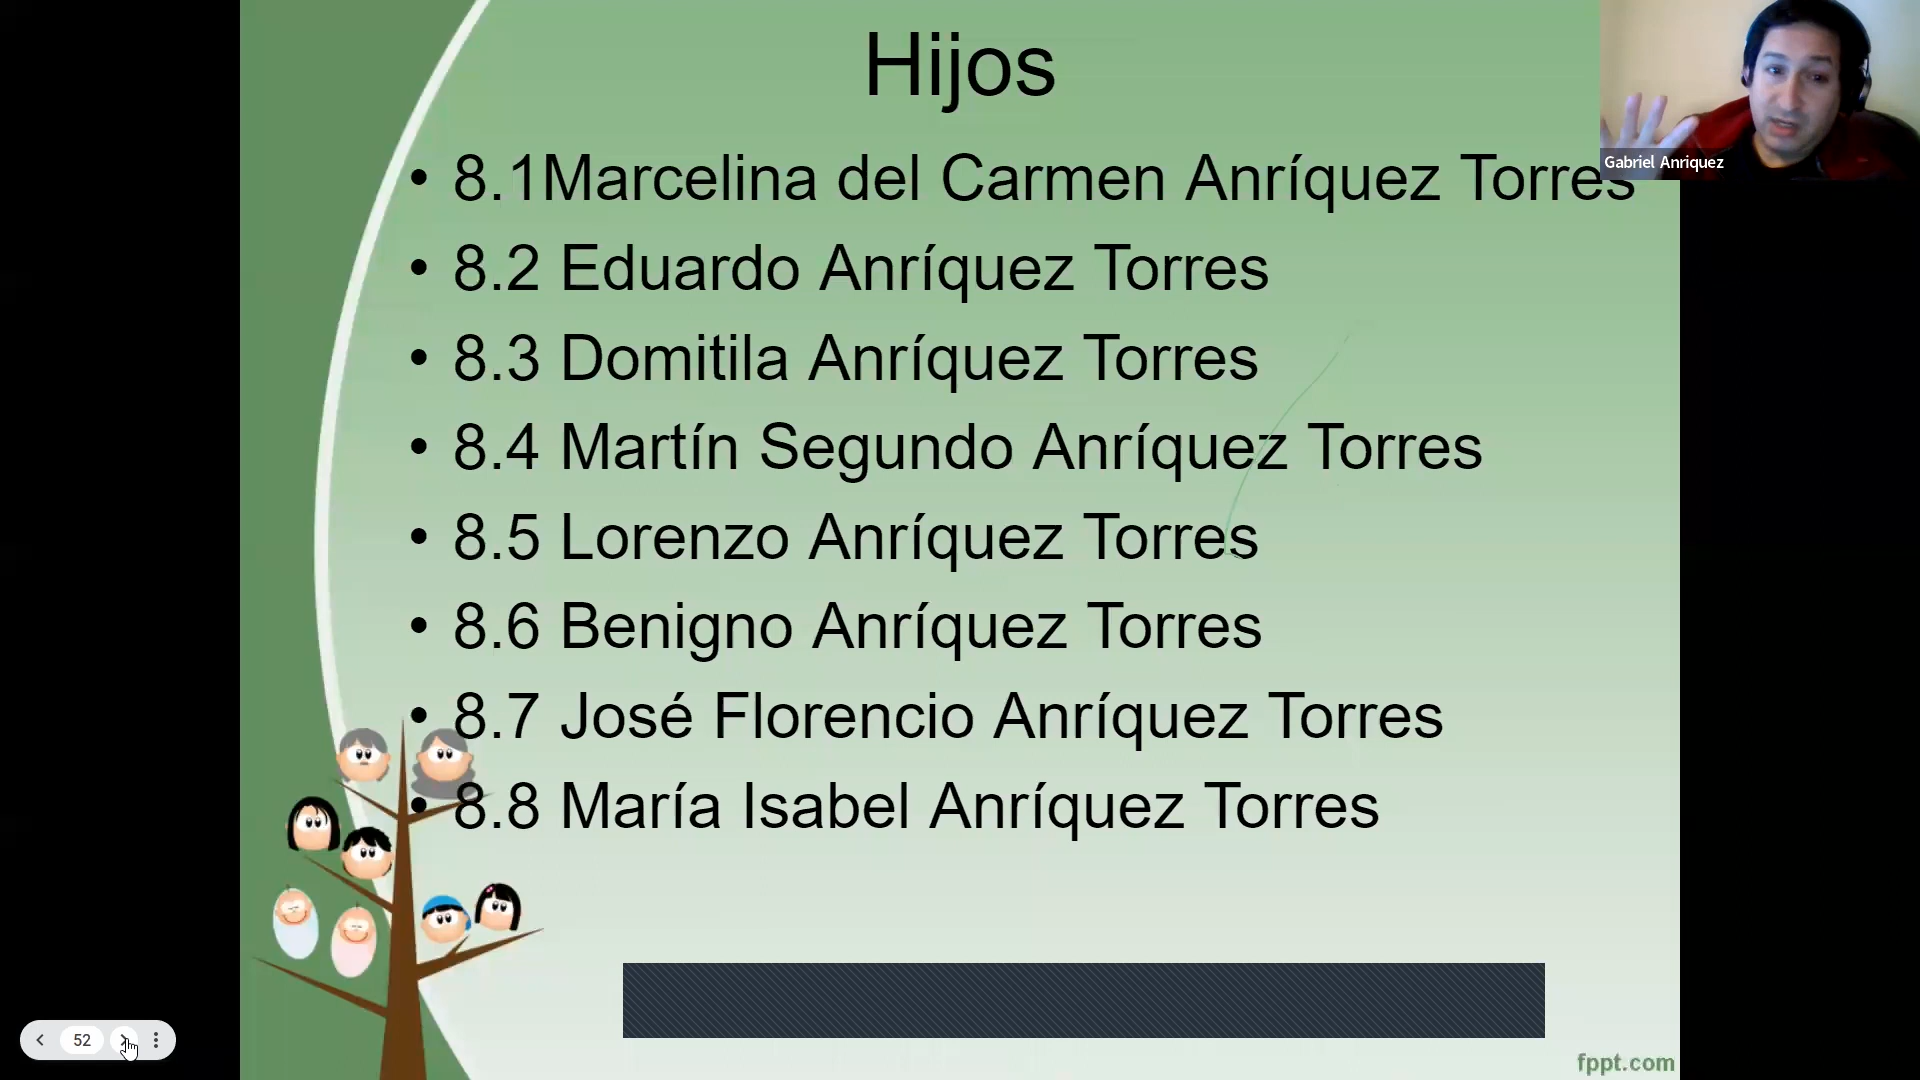 Hijos
• 8.1Marcelina del Carmen Anríquez Torres
• 8.2 Eduardo Anríquez Torres
• 8.3 Domitila Anríquez Torres
• 8.4 Martín Segundo Anríquez Torres
• 8.5 Lorenzo Anríquez Torres
• 8.6 Benigno Anríquez Torres
• 8.7 José Florencio Anríquez Torres
• 8.8 María Isabel Anríquez Torres
Gabriel Anriquez
52
fppt.com